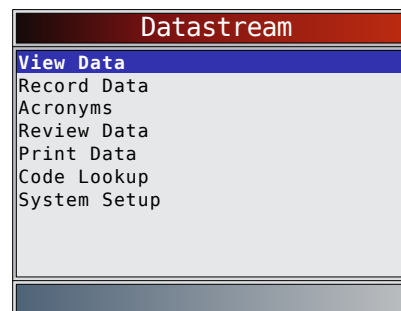 Datastream
View Data
Record Data
Acronyms
Review Data
Print Data
Code Lookup
System Setup